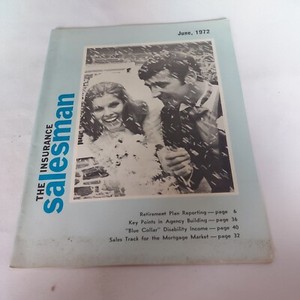 June, 1972
THE INSURANCE
salesman
Retirement Plan Reporting — page 6
Key Points in Agency Building — page 16
"Blue Collar" Disability Income — page 40
Sales Track for the Mortgage Market — page 32